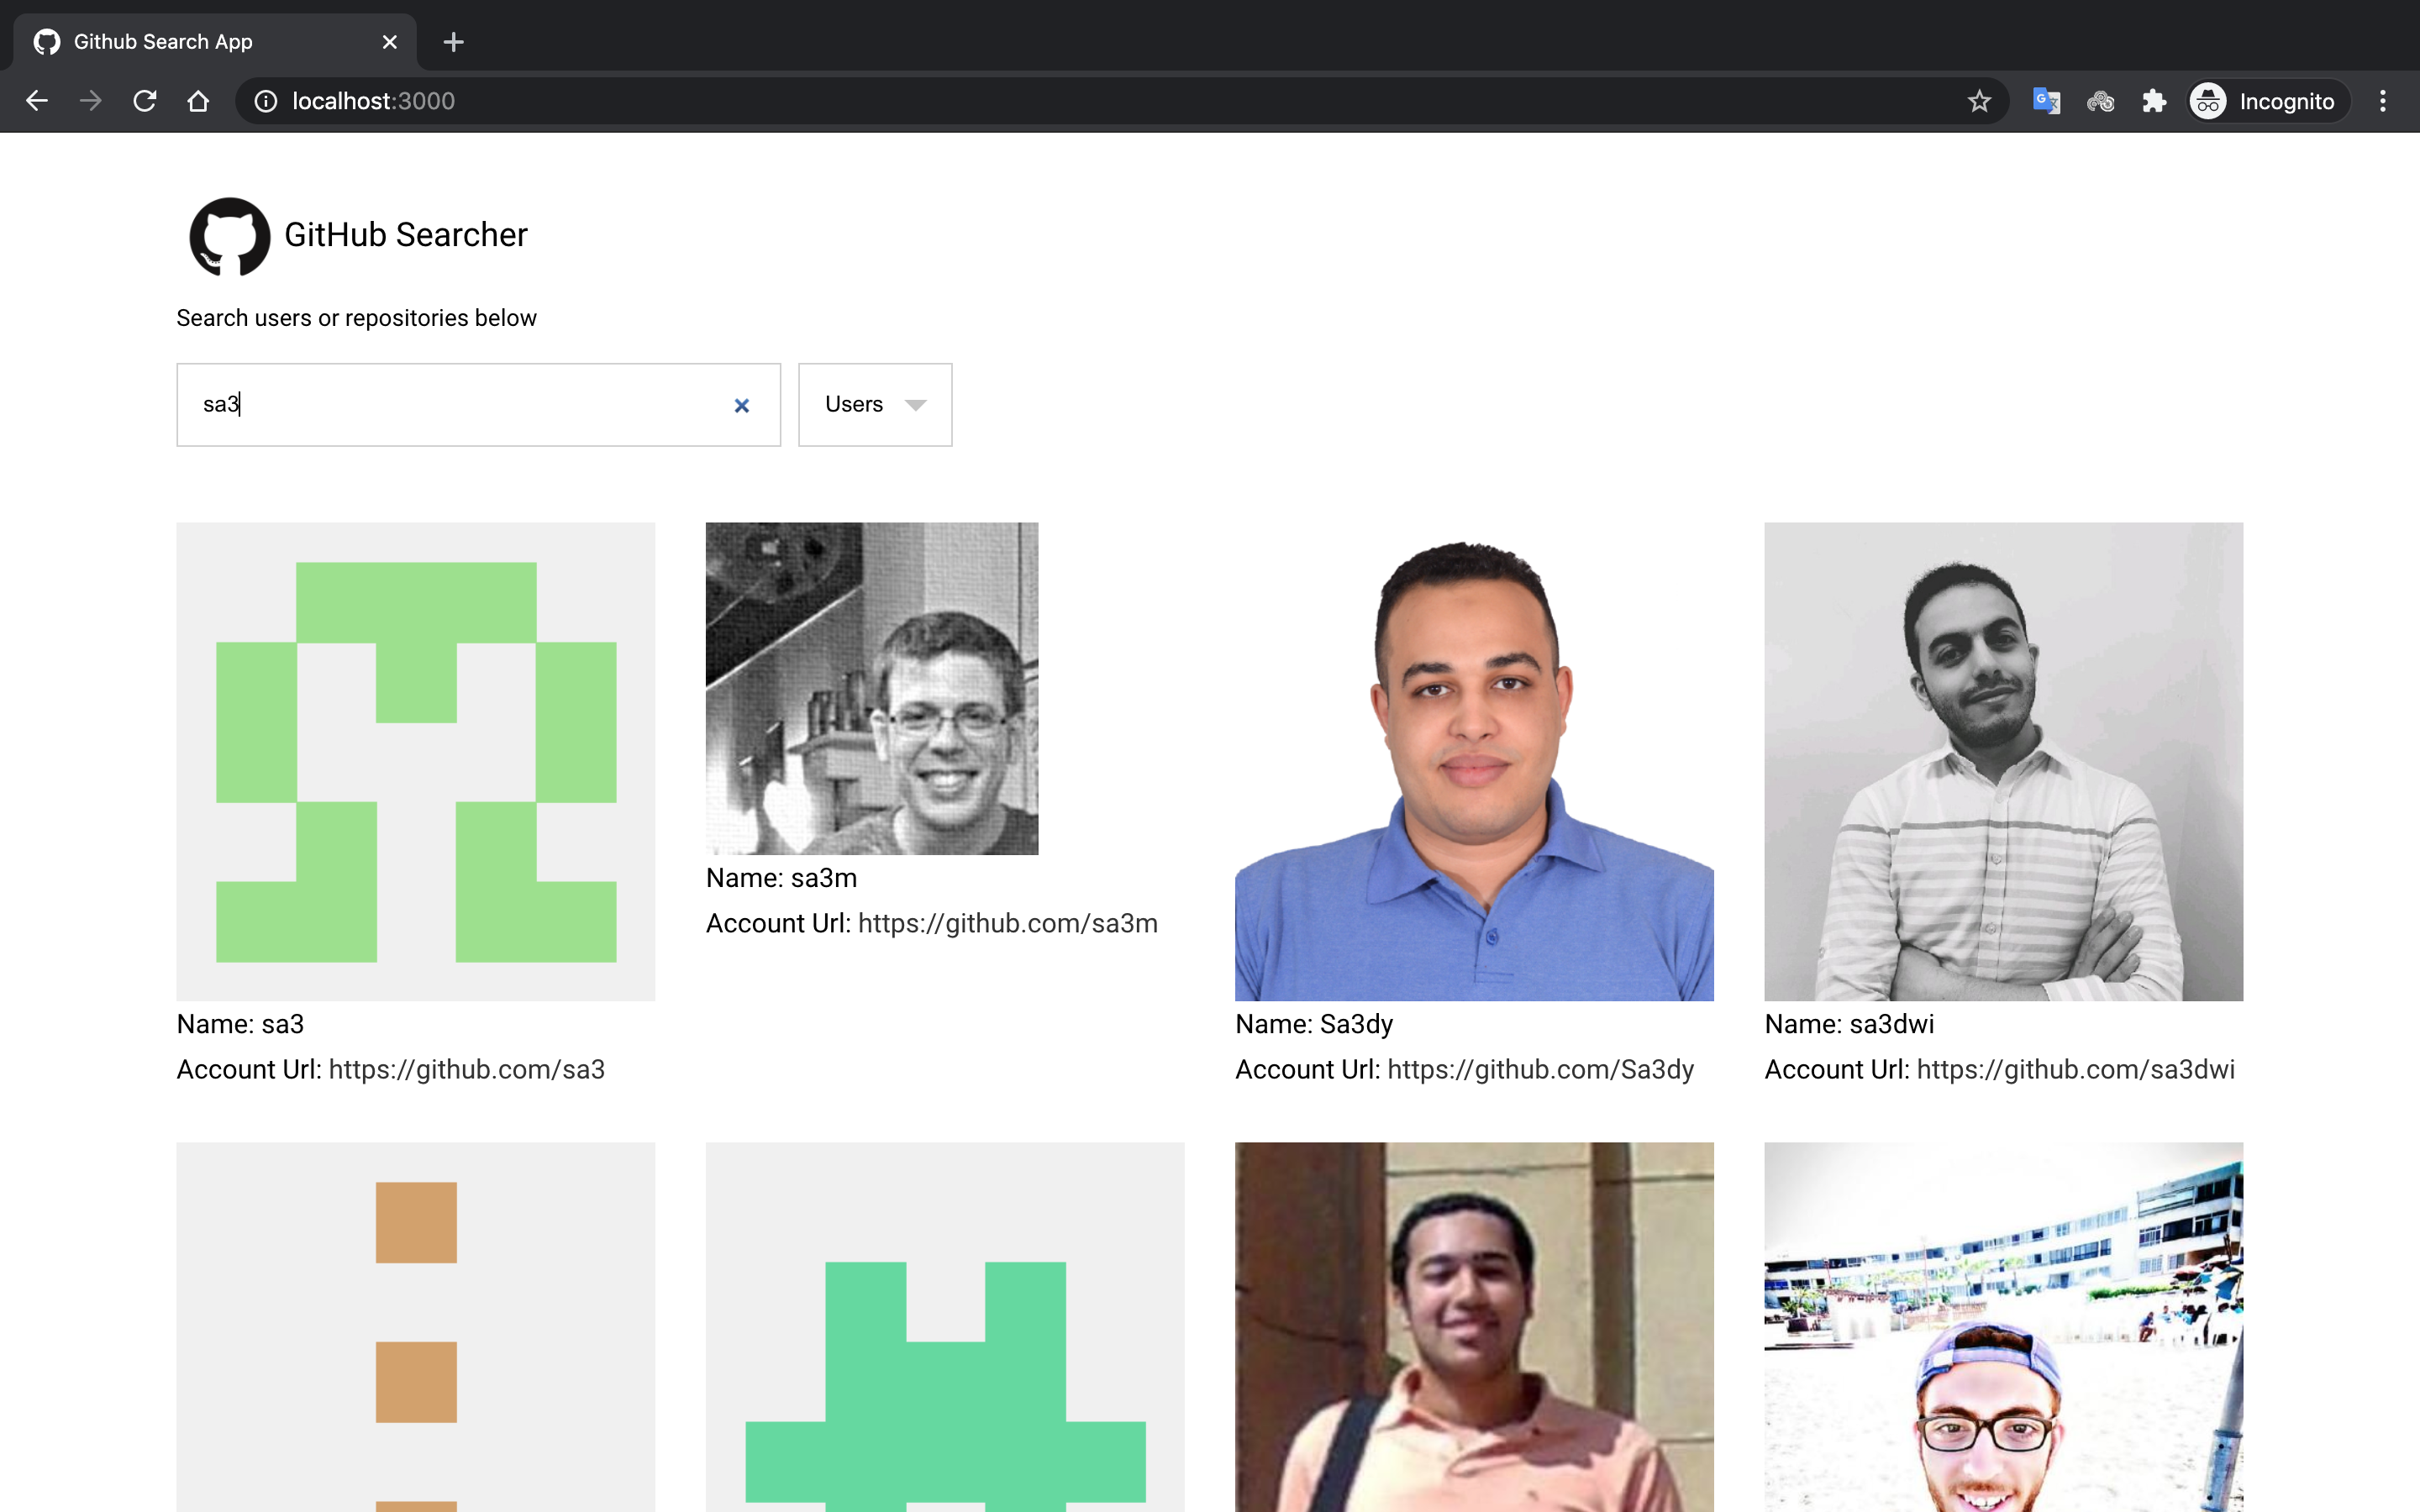 Github Search App
localhost:3000
Incognito
GitHub Searcher
Search users or repositories below
sa3
Users
Name: sa3
Account Url: https://github.com/sa3
Name: sa3m
Account Url: https://github.com/sa3m
Name: Sa3dy
Account Url: https://github.com/Sa3dy
Name: sa3dwi
Account Url: https://github.com/sa3dwi